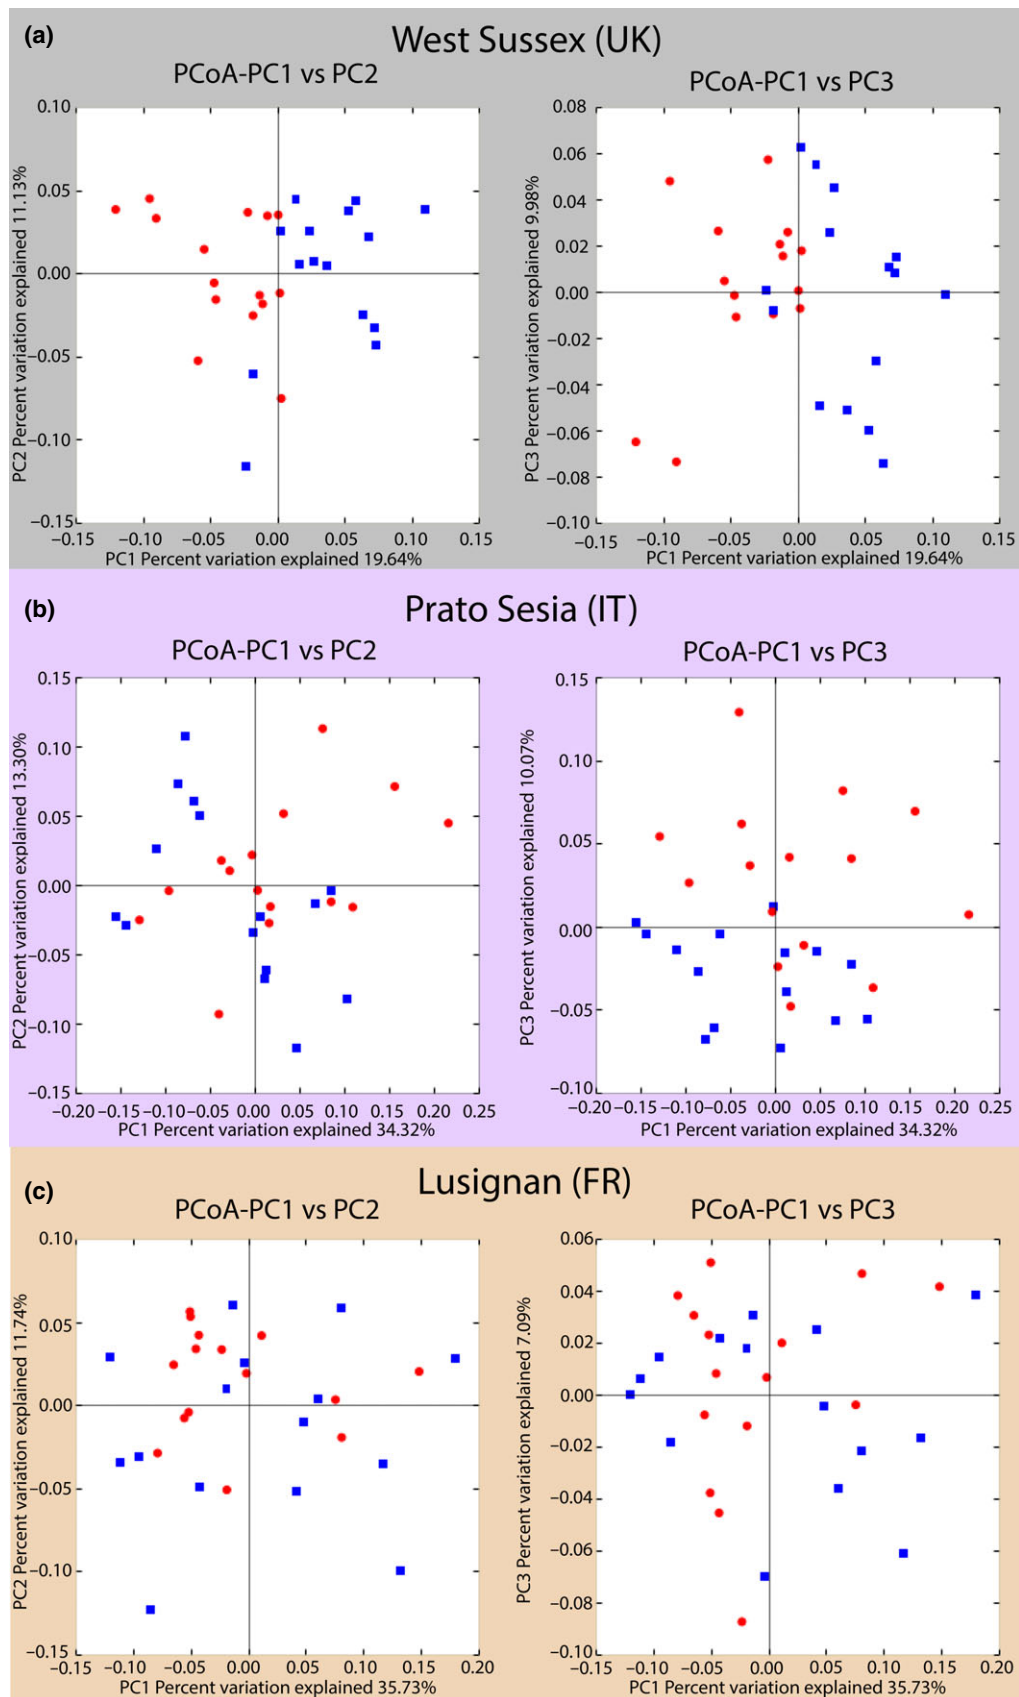 (a)
West Sussex (UK)
PCoA-PC1 vs PC2
PCoA-PC1 vs PC3
PC2 Percent variation explained 11.13%
0.10
0.05
0.00
−0.05
−0.10
−0.15
−0.15 −0.10 −0.05 0.00 0.05 0.10 0.15
PC1 Percent variation explained 19.64%
PC3 Percent variation explained 9.98%
0.08
0.06
0.04
0.02
0.00
−0.02
−0.04
−0.06
−0.08
−0.10
−0.15 −0.10 −0.05 0.00 0.05 0.10 0.15
PC1 Percent variation explained 19.64%
(b)
Prato Sesia (IT)
PCoA-PC1 vs PC2
PCoA-PC1 vs PC3
PC2 Percent variation explained 13.30%
0.15
0.10
0.05
0.00
−0.05
−0.10
−0.15
−0.20 −0.15 −0.10 −0.05 0.00 0.05 0.10 0.15 0.20 0.25
PC1 Percent variation explained 34.32%
PC3 Percent variation explained 10.07%
0.15
0.10
0.05
0.00
−0.05
−0.10
−0.20 −0.15 −0.10 −0.05 0.00 0.05 0.10 0.15 0.20 0.25
PC1 Percent variation explained 34.32%
(c)
Lusignan (FR)
PCoA-PC1 vs PC2
PCoA-PC1 vs PC3
PC2 Percent variation explained 11.74%
0.10
0.05
0.00
−0.05
−0.10
−0.15
−0.15 −0.10 −0.05 0.00 0.05 0.10 0.15 0.20
PC1 Percent variation explained 35.73%
PC3 Percent variation explained 7.09%
0.06
0.04
0.02
0.00
−0.02
−0.04
−0.06
−0.08
−0.10
−0.15 −0.10 −0.05 0.00 0.05 0.10 0.15 0.20
PC1 Percent variation explained 35.73%